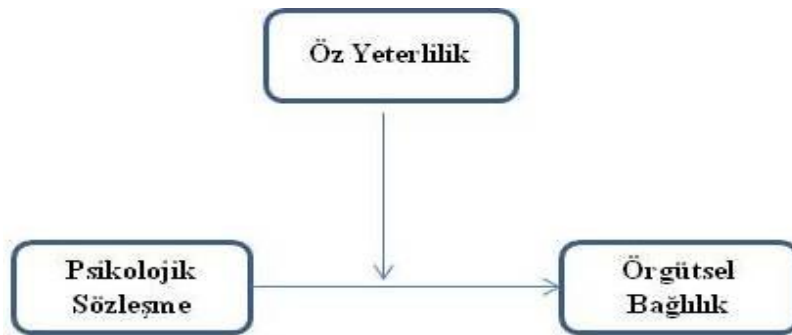 Öz Yeterlilik
Psikolojik
Sözleşme
Örgütsel
Bağlılık